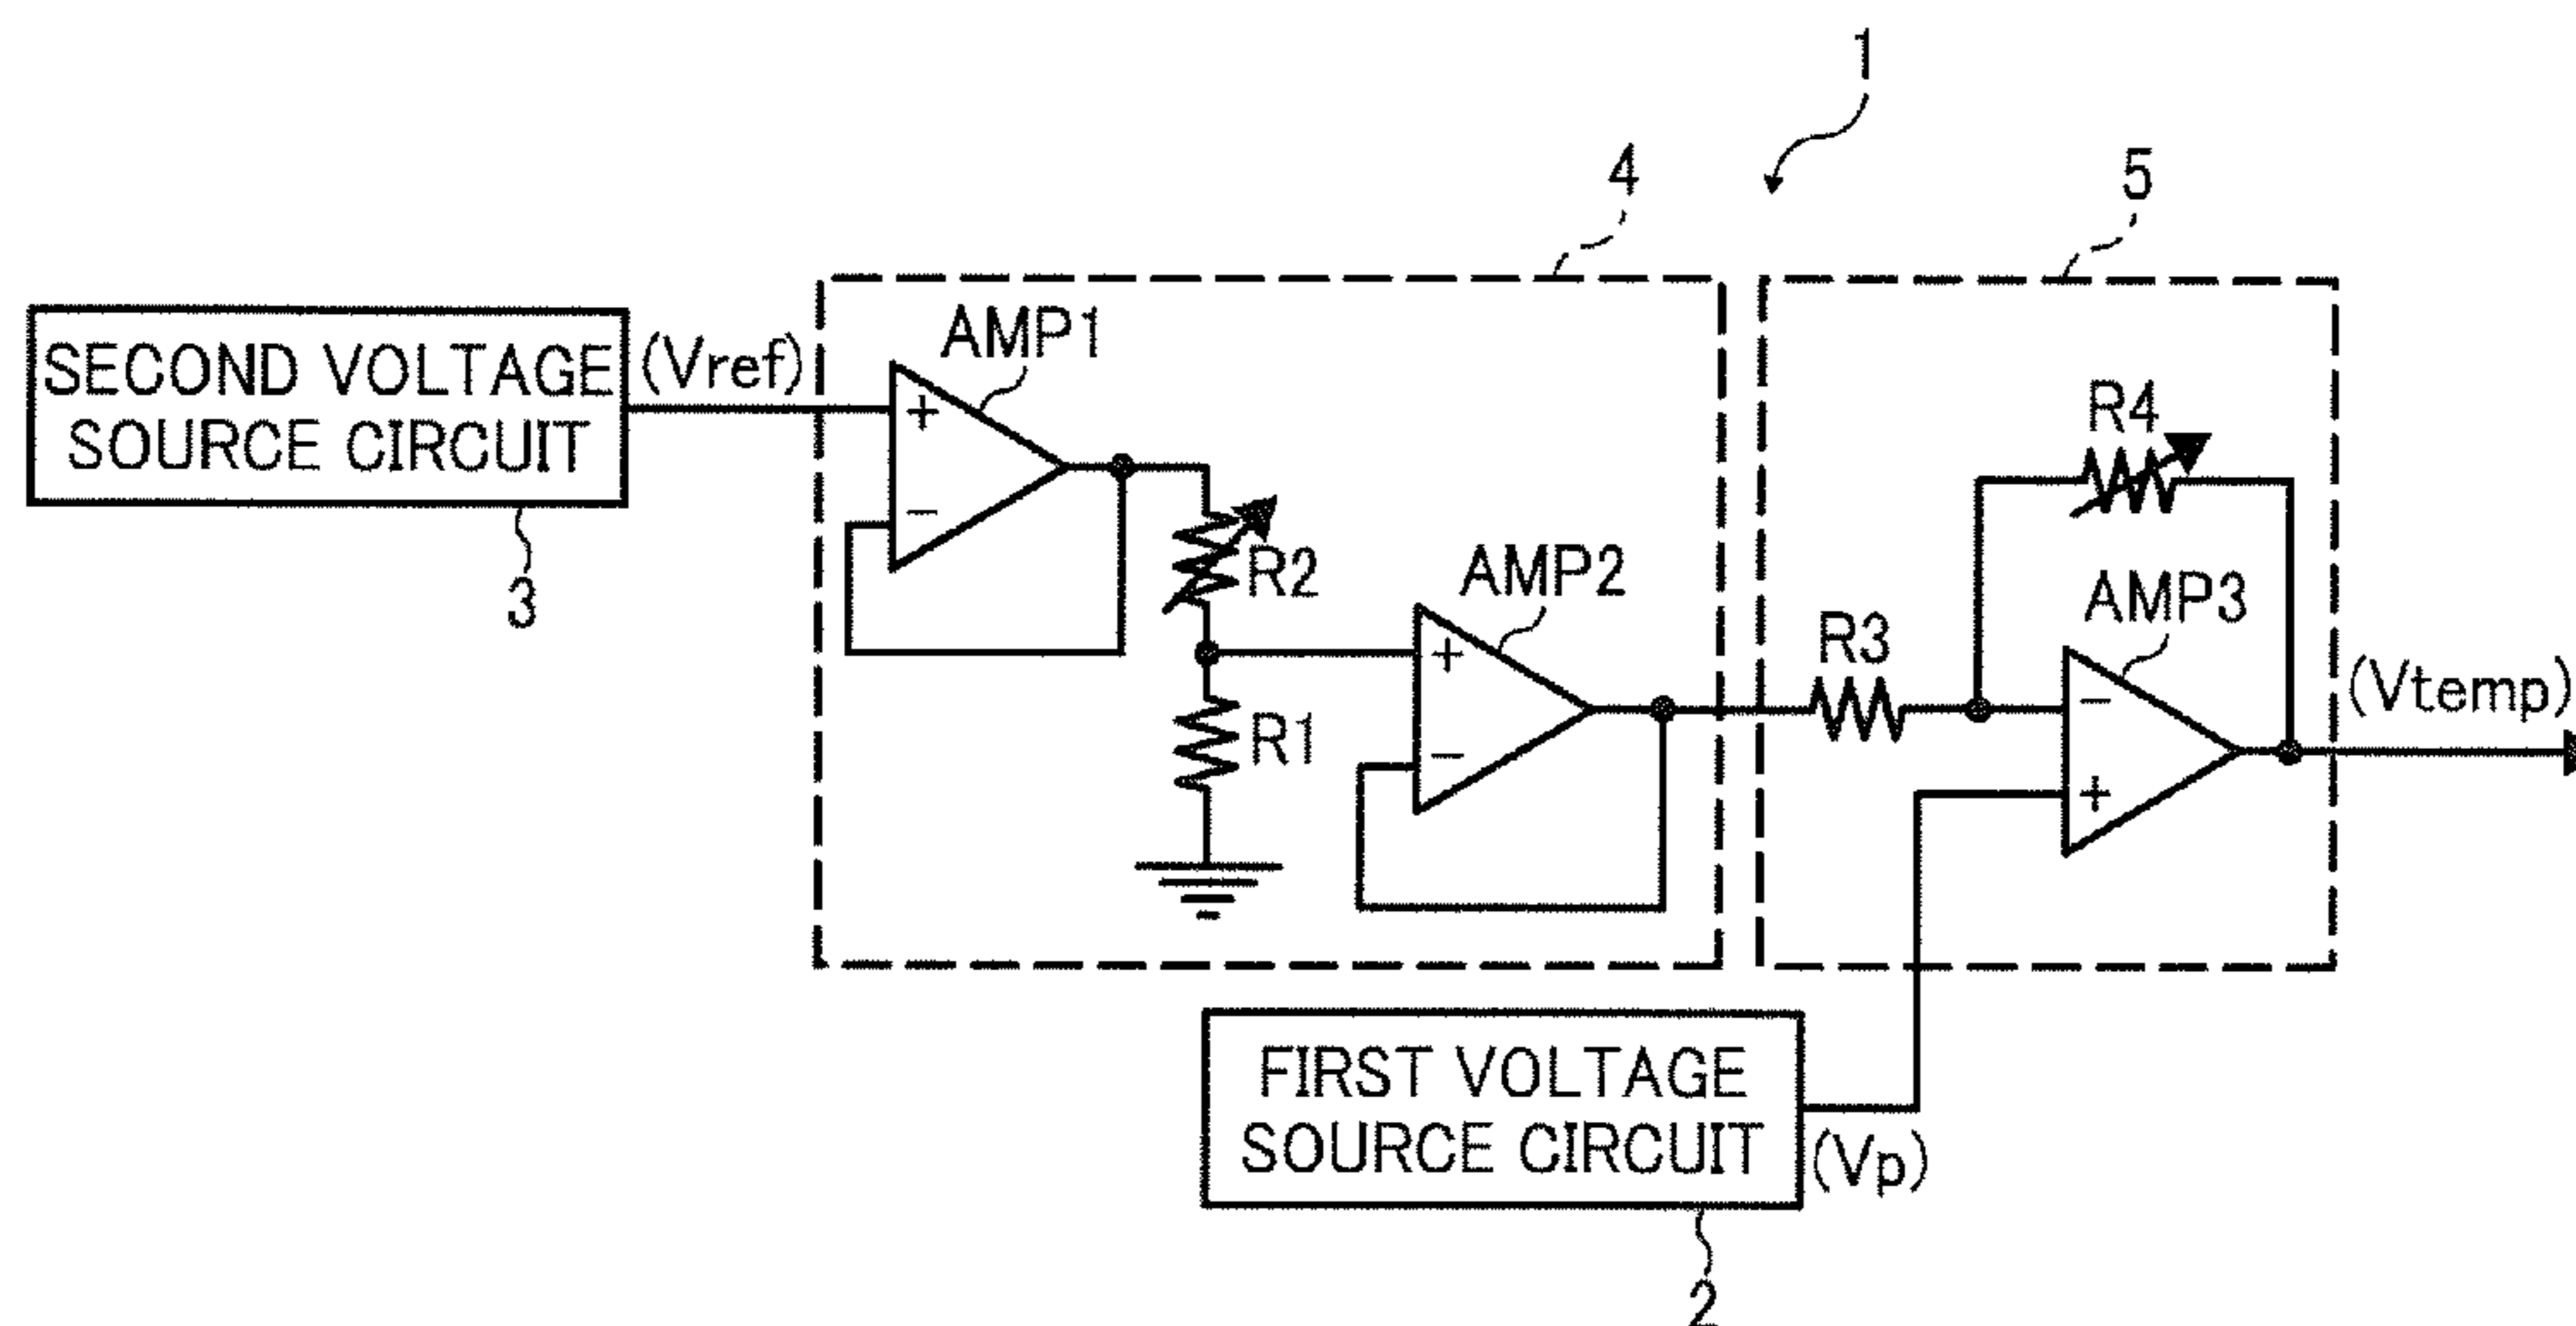 1
4
5
SECOND VOLTAGE
SOURCE CIRCUIT
(Vref)
3
AMP1
+
−
R2
R1
AMP2
+
−
R3
R4
AMP3
−
+
(Vtemp)
FIRST VOLTAGE
SOURCE CIRCUIT
(Vp)
2